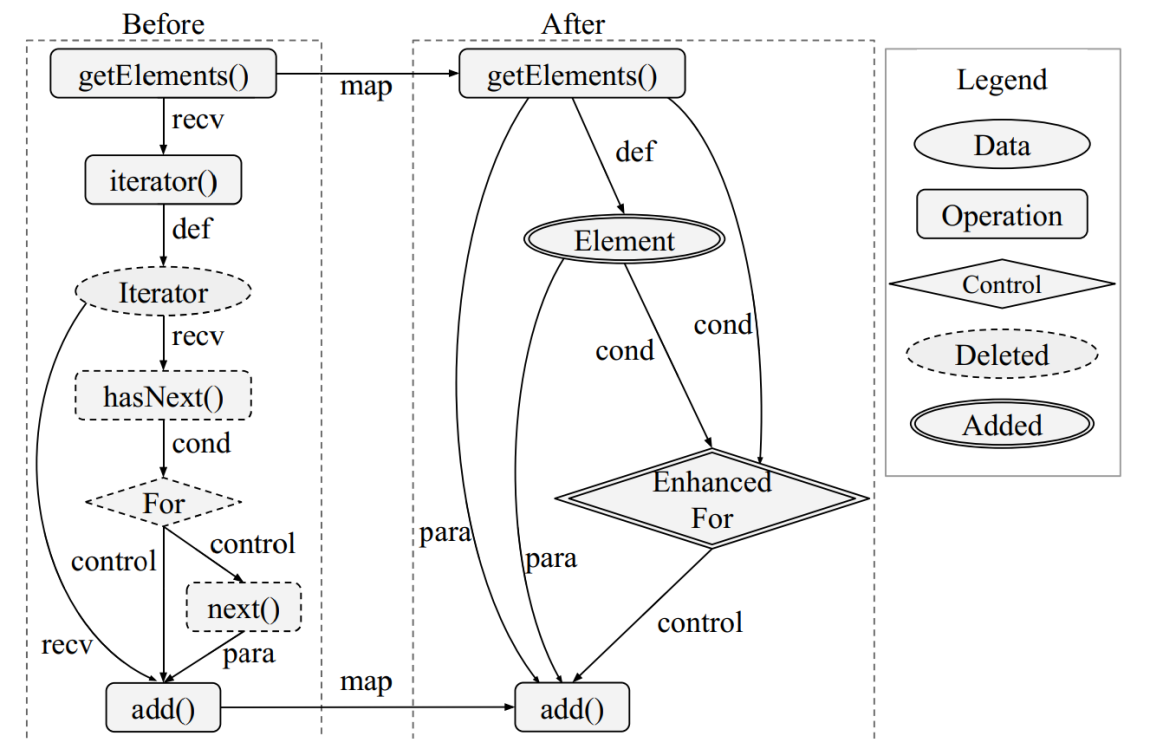 Before
getElements()
recv
iterator()
def
Iterator
recv
hasNext()
cond
For
control
control
next()
recv
para
add()
map
map
After
getElements()
def
Element
cond
cond
Enhanced
For
para
para
control
add()
Legend
Data
Operation
Control
Deleted
Added